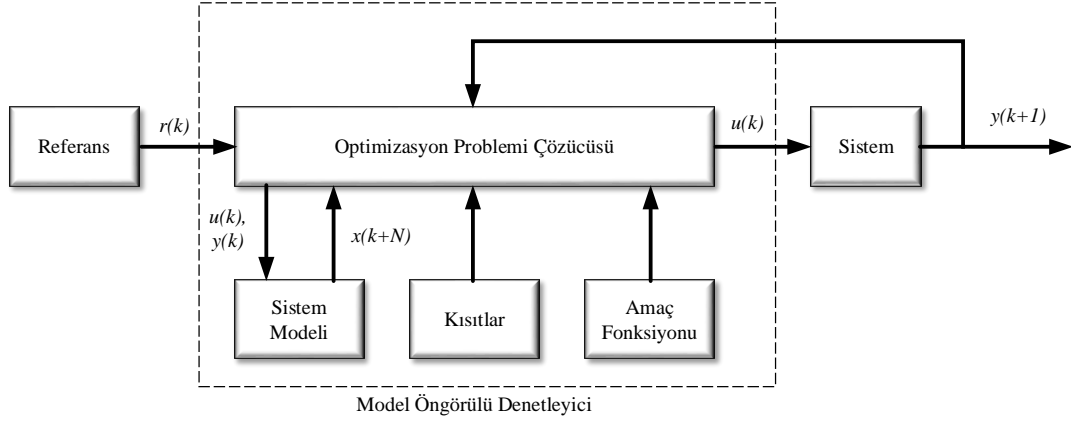 Referans
r(k)
Optimizasyon Problemi Çözücüsü
u(k)
Sistem
y(k+1)
u(k),
y(k)
x(k+N)
Sistem
Modeli
Kısıtlar
Amaç
Fonksiyonu
Model Öngörülü Denetleyici